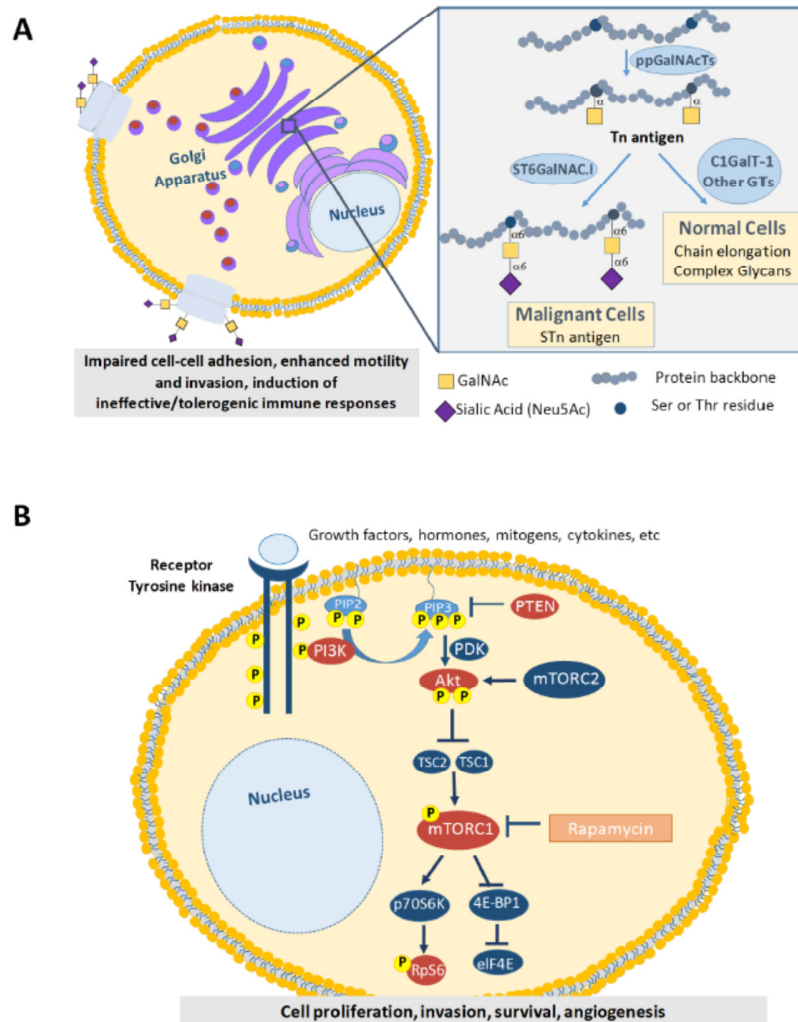 A
Golgi
Apparatus
Nucleus
ppGalNAcTs
α
α
Tn antigen
ST6GalNAC.I
C1GalT-1
Other GTs
α6
α6
α6
α6
Normal Cells
Chain elongation
Complex Glycans
Malignant Cells
STn antigen
Impaired cell-cell adhesion, enhanced motility
and invasion, induction of
ineffective/tolerogenic immune responses
GalNAc
Protein backbone
Sialic Acid (Neu5Ac)
Ser or Thr residue
B
Growth factors, hormones, mitogens, cytokines, etc
Receptor
Tyrosine kinase
PIP2
P P
PIP3
P P P
PTEN
P
P
P
P
PI3K
PDK
Akt
P P
mTORC2
TSC2
TSC1
Nucleus
P
mTORC1
Rapamycin
p70S6K
4E-BP1
P
RpS6
eIF4E
Cell proliferation, invasion, survival, angiogenesis